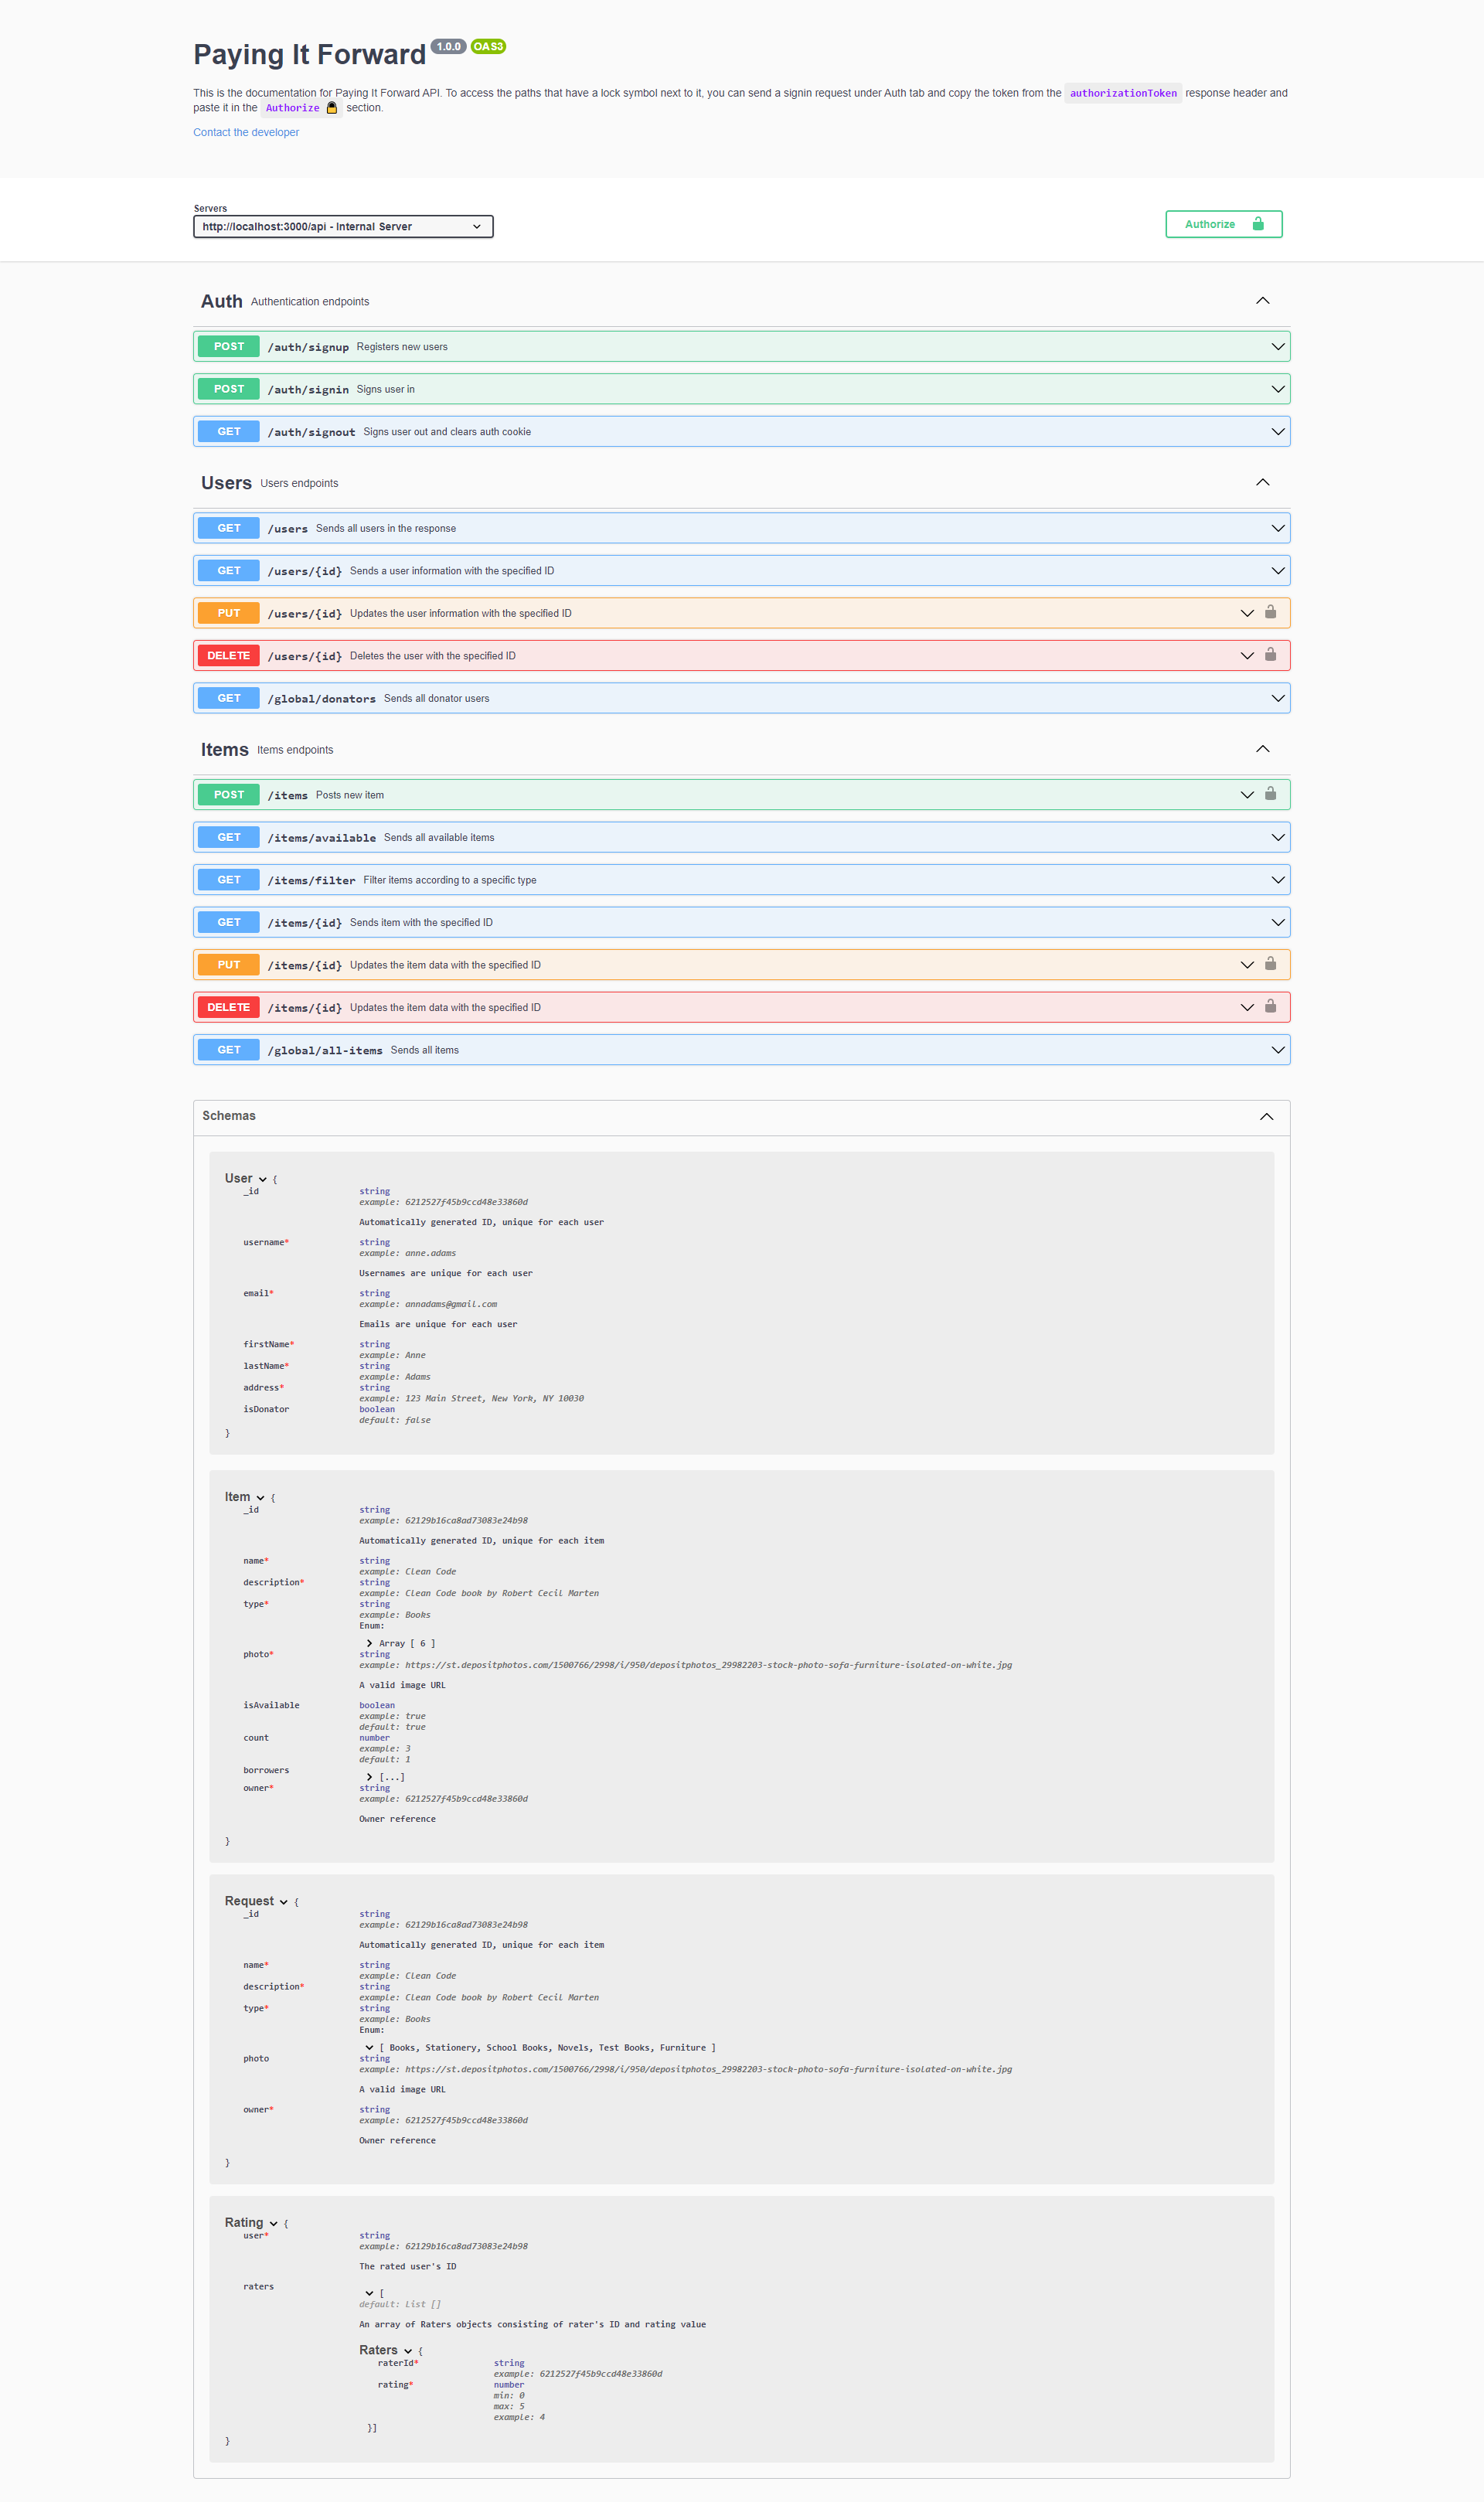 Paying It Forward 1.0.0 OAS3
This is the documentation for Paying It Forward API. To access the paths that have a lock symbol next to it, you can send a signin request under Auth tab and copy the token from the authorizationToken response header and
paste it in the Authorize 🔒 section.
Contact the developer
Servers
http://localhost:3000/api - Internal Server
Authorize
Auth Authentication endpoints
POST /auth/signup Registers new users
POST /auth/signin Signs user in
GET /auth/signout Signs user out and clears auth cookie
Users Users endpoints
GET /users Sends all users in the response
GET /users/{id} Sends a user information with the specified ID
PUT /users/{id} Updates the user information with the specified ID
DELETE /users/{id} Deletes the user with the specified ID
GET /global/donators Sends all donator users
Items Items endpoints
POST /items Posts new item
GET /items/available Sends all available items
GET /items/filter Filter items according to a specific type
GET /items/{id} Sends item with the specified ID
PUT /items/{id} Updates the item data with the specified ID
DELETE /items/{id} Updates the item data with the specified ID
GET /global/all-items Sends all items
Schemas
User {
_id string
example: 6212527f45b9ccd48e33860d
Automatically generated ID, unique for each user
username* string
example: anne.adams
Usernames are unique for each user
email* string
example: annadams@gmail.com
Emails are unique for each user
firstName* string
example: Anne
lastName* string
example: Adams
address* string
example: 123 Main Street, New York, NY 10030
isDonator boolean
default: false
}
Item {
_id string
example: 62129b16ca8ad73083e24b98
Automatically generated ID, unique for each item
name* string
example: Clean Code
description* string
example: Clean Code book by Robert Cecil Marten
type* string
example: Books
Enum:
Array [ 6 ]
photo* string
example: https://st.depositphotos.com/1500766/2998/i/950/depositphotos_29982203-stock-photo-sofa-furniture-isolated-on-white.jpg
A valid image URL
isAvailable boolean
example: true
default: true
count number
example: 3
default: 1
borrowers [...]
owner* string
example: 6212527f45b9ccd48e33860d
Owner reference
}
Request {
_id string
example: 62129b16ca8ad73083e24b98
Automatically generated ID, unique for each item
name* string
example: Clean Code
description* string
example: Clean Code book by Robert Cecil Marten
type* string
example: Books
Enum:
[ Books, Stationery, School Books, Novels, Test Books, Furniture ]
photo string
example: https://st.depositphotos.com/1500766/2998/i/950/depositphotos_29982203-stock-photo-sofa-furniture-isolated-on-white.jpg
A valid image URL
owner* string
example: 6212527f45b9ccd48e33860d
Owner reference
}
Rating {
user* string
example: 62129b16ca8ad73083e24b98
The rated user's ID
raters [
default: List []
An array of Raters objects consisting of rater's ID and rating value
Raters {
raterId* string
example: 6212527f45b9ccd48e33860d
rating* number
min: 0
max: 5
example: 4
}]
}